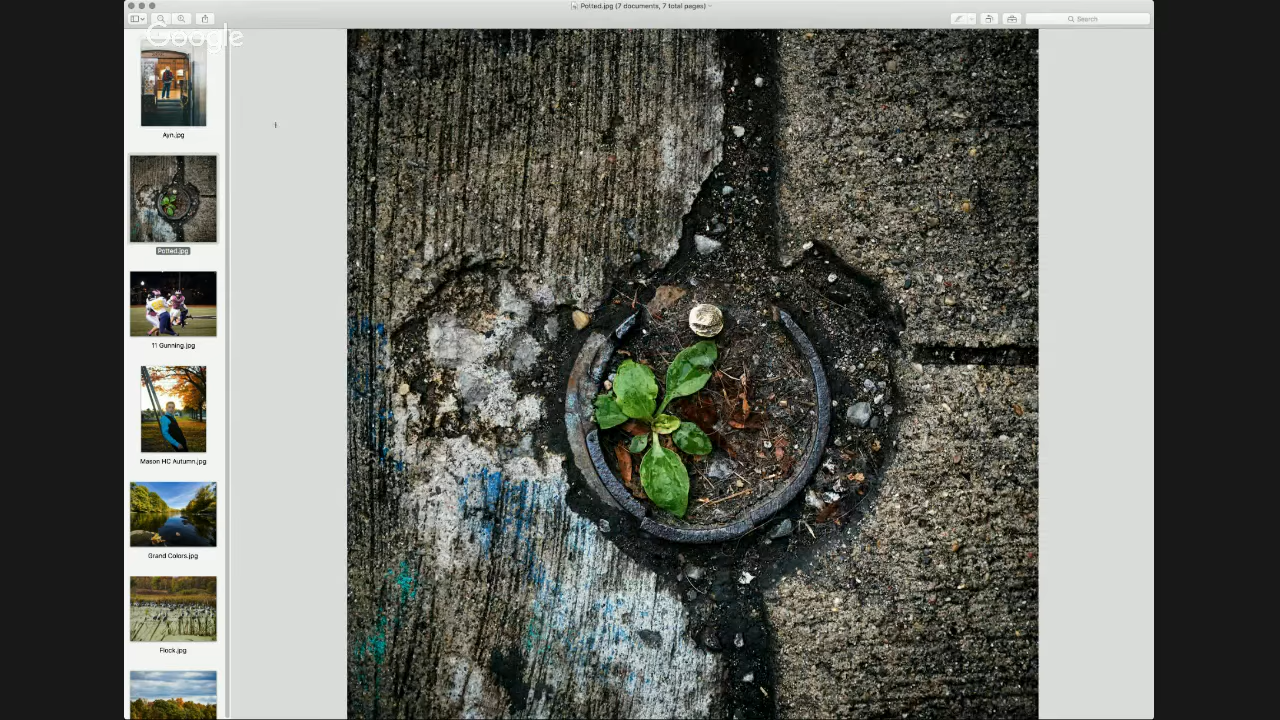 Potted.jpg (7 documents, 7 total pages)
Search
Google
Ayn.jpg
Potted.jpg
11 Gunning.jpg
Mason HC Autumn.jpg
Grand Colors.jpg
Flock.jpg